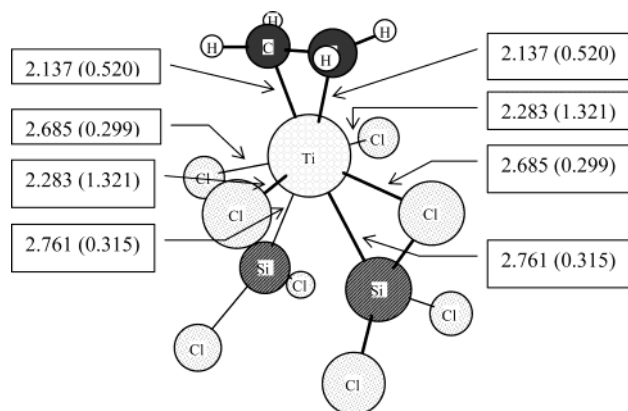 H
H
C
H
H
2.137 (0.520)
2.137 (0.520)
2.283 (1.321)
2.685 (0.299)
Cl
Ti
2.685 (0.299)
2.283 (1.321)
Cl
Cl
Cl
2.761 (0.315)
2.761 (0.315)
Si
Cl
Si
Cl
Cl
Cl